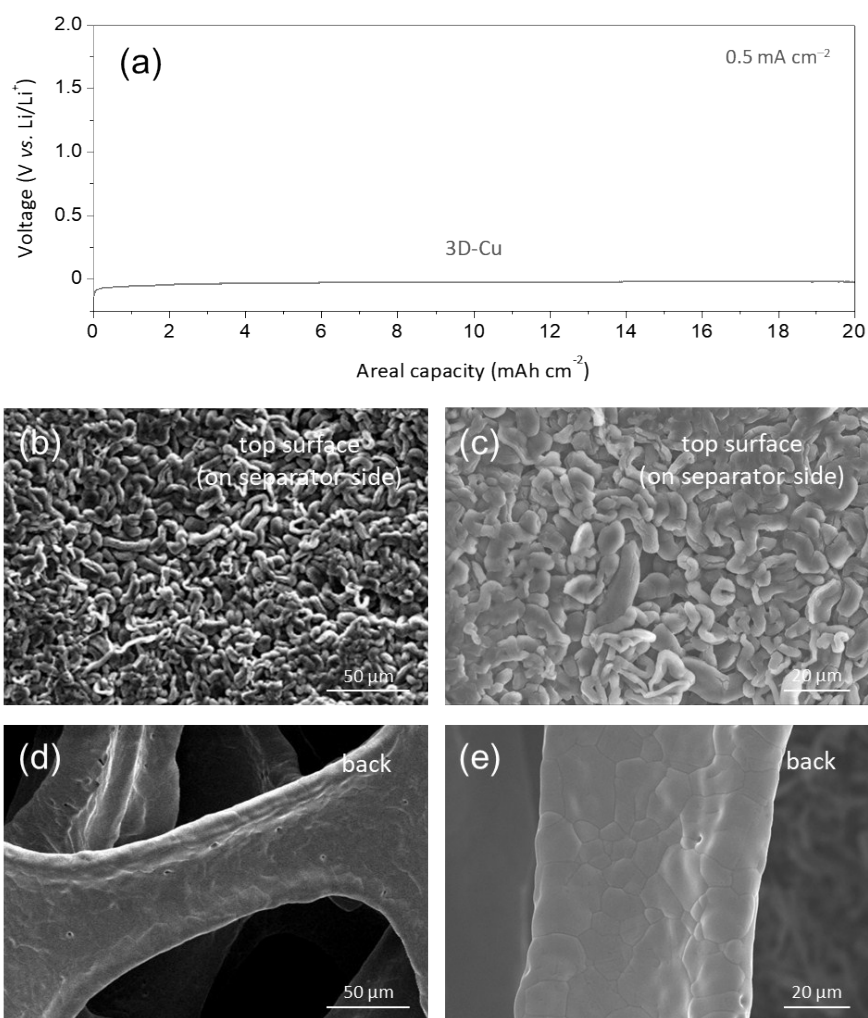 2.0
(a)
0.5 mA cm⁻²
1.5
Voltage (V vs. Li/Li⁺)
1.0
0.5
3D-Cu
0
0 2 4 6 8 10 12 14 16 18 20
Areal capacity (mAh cm⁻²)
(b)
top surface
(on separator side)
50 µm
(c)
top surface
(on separator side)
20 µm
(d)
back
50 µm
(e)
back
20 µm